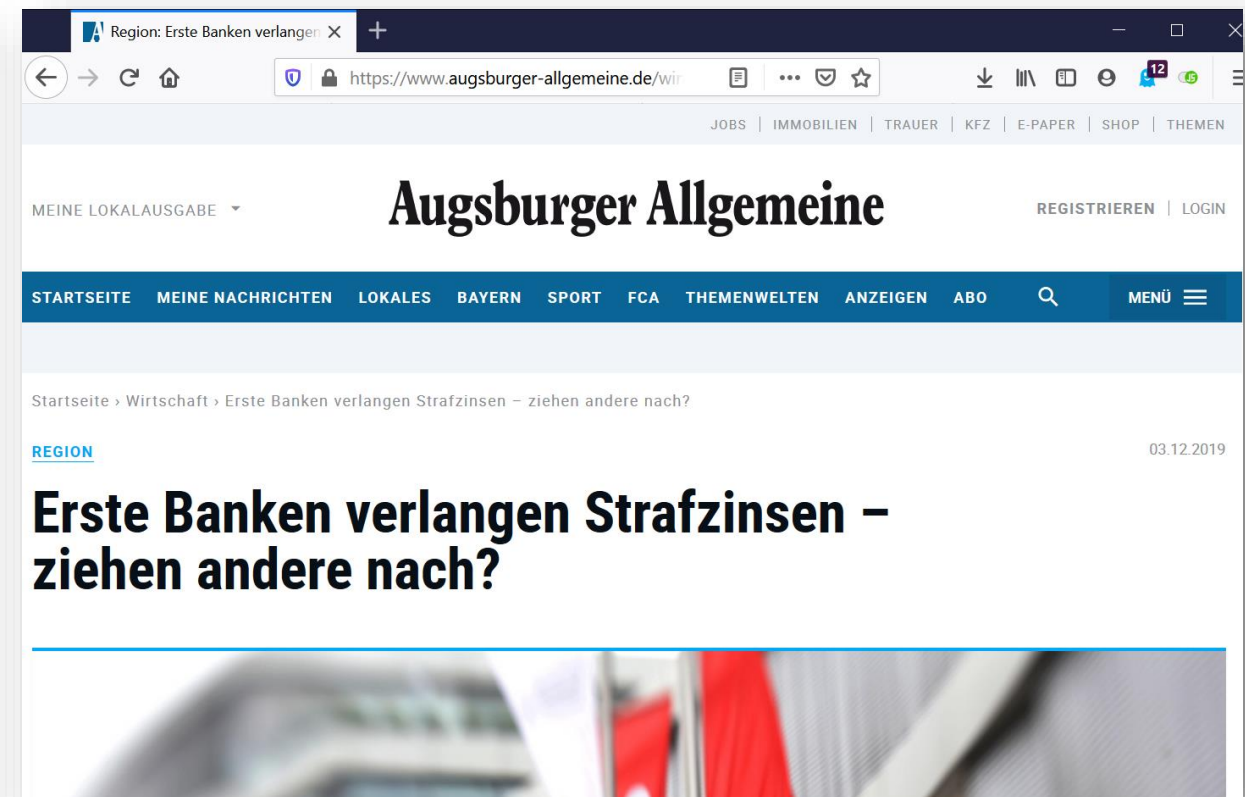 Region: Erste Banken verlangen
https://www.augsburger-allgemeine.de/wir
12
JS
JOBS | IMMOBILIEN | TRAUER | KFZ | E-PAPER | SHOP | THEMEN
MEINE LOKALAUSGABE
Augsburger Allgemeine
REGISTRIEREN | LOGIN
STARTSEITE MEINE NACHRICHTEN LOKALES BAYERN SPORT FCA THEMENWELTEN ANZEIGEN ABO MENÜ
Startseite › Wirtschaft › Erste Banken verlangen Strafzinsen – ziehen andere nach?
REGION
03.12.2019
Erste Banken verlangen Strafzinsen –
ziehen andere nach?